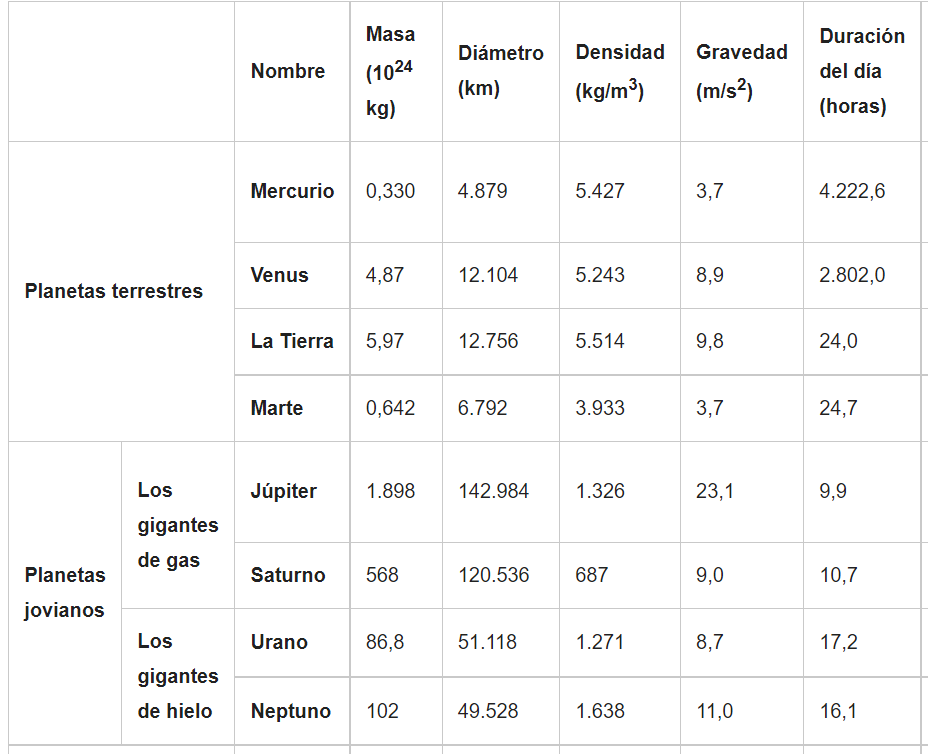 Nombre
Masa
(10²⁴
kg)
Diámetro
(km)
Densidad
(kg/m³)
Gravedad
(m/s²)
Duración
del día
(horas)
Planetas terrestres
Mercurio
0,330
4.879
5.427
3,7
4.222,6
Venus
4,87
12.104
5.243
8,9
2.802,0
La Tierra
5,97
12.756
5.514
9,8
24,0
Marte
0,642
6.792
3.933
3,7
24,7
Planetas
jovianos
Los
gigantes
de gas
Júpiter
1.898
142.984
1.326
23,1
9,9
Saturno
568
120.536
687
9,0
10,7
Los
gigantes
de hielo
Urano
86,8
51.118
1.271
8,7
17,2
Neptuno
102
49.528
1.638
11,0
16,1